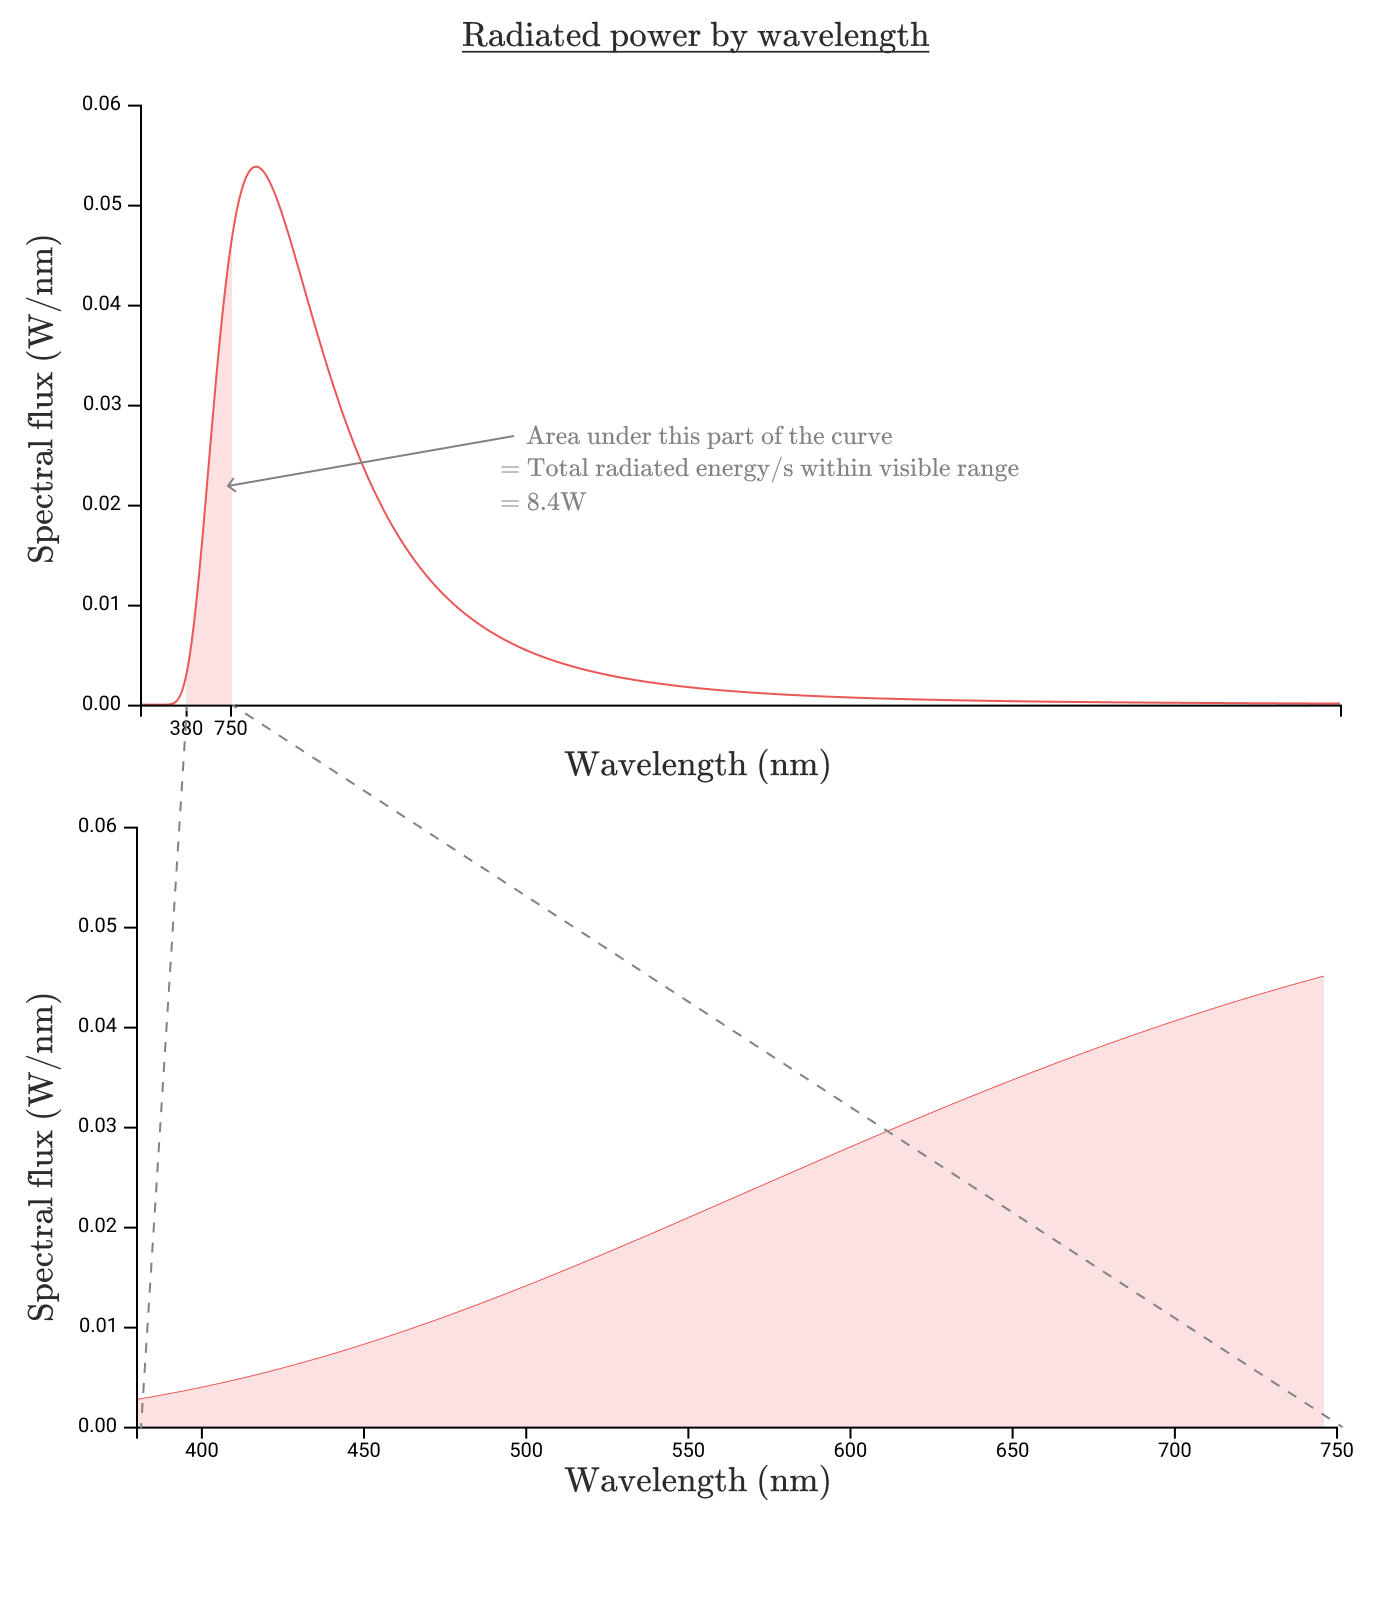 Radiated power by wavelength
0.06
0.05
0.04
0.03
0.02
0.01
0.00
Spectral flux (W/nm)
Area under this part of the curve
= Total radiated energy/s within visible range
= 8.4W
380 750
Wavelength (nm)
0.06
0.05
0.04
0.03
0.02
0.01
0.00
Spectral flux (W/nm)
400 450 500 550 600 650 700 750
Wavelength (nm)